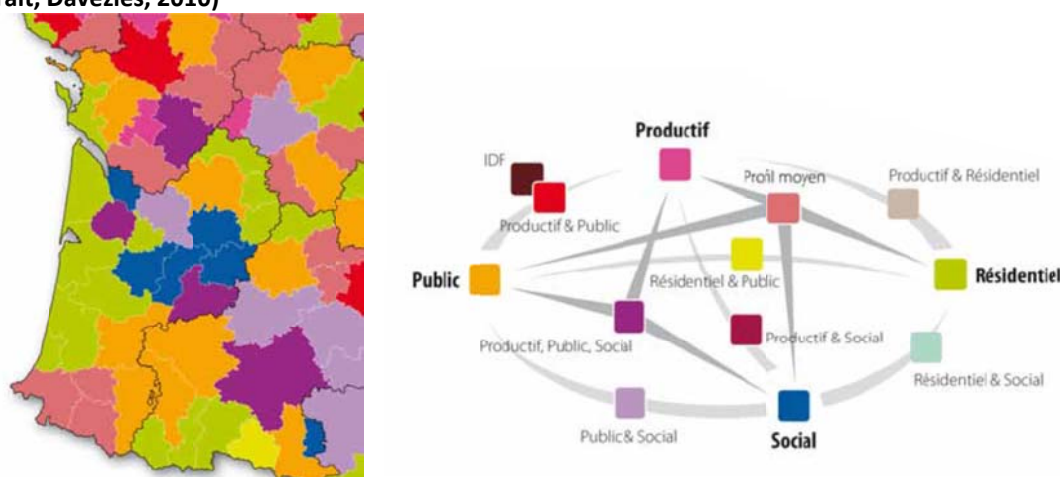 rait, Davezies, 2010)
Productif
IDF
Profil moyen
Productif & Résidentiel
Productif & Public
Public
Résidentiel & Public
Résidentiel
Productif, Public, Social
Productif & Social
Résidentiel & Social
Public & Social
Social